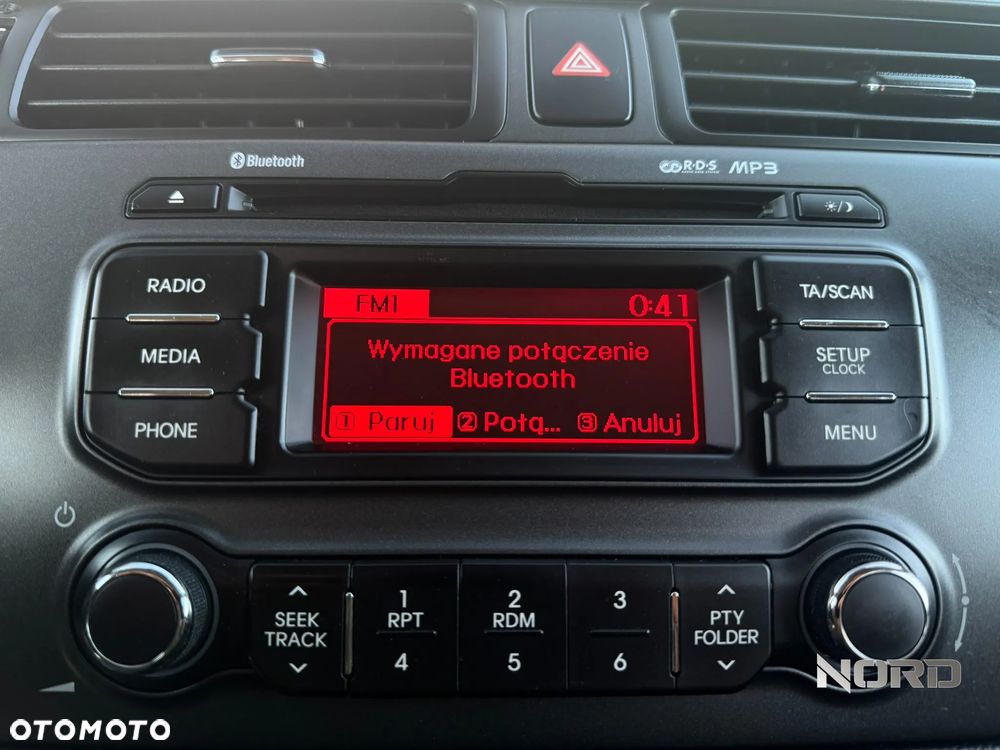 Bluetooth
R·D·S
MP3
RADIO
TA/SCAN
FM1
0:41
MEDIA
Wymagane połączenie
Bluetooth
SETUP
CLOCK
1 Paruj 2 Połą... 3 Anuluj
PHONE
MENU
SEEK
TRACK
1
RPT
4
2
RDM
5
3
6
PTY
FOLDER
NORD
OTOMOTO